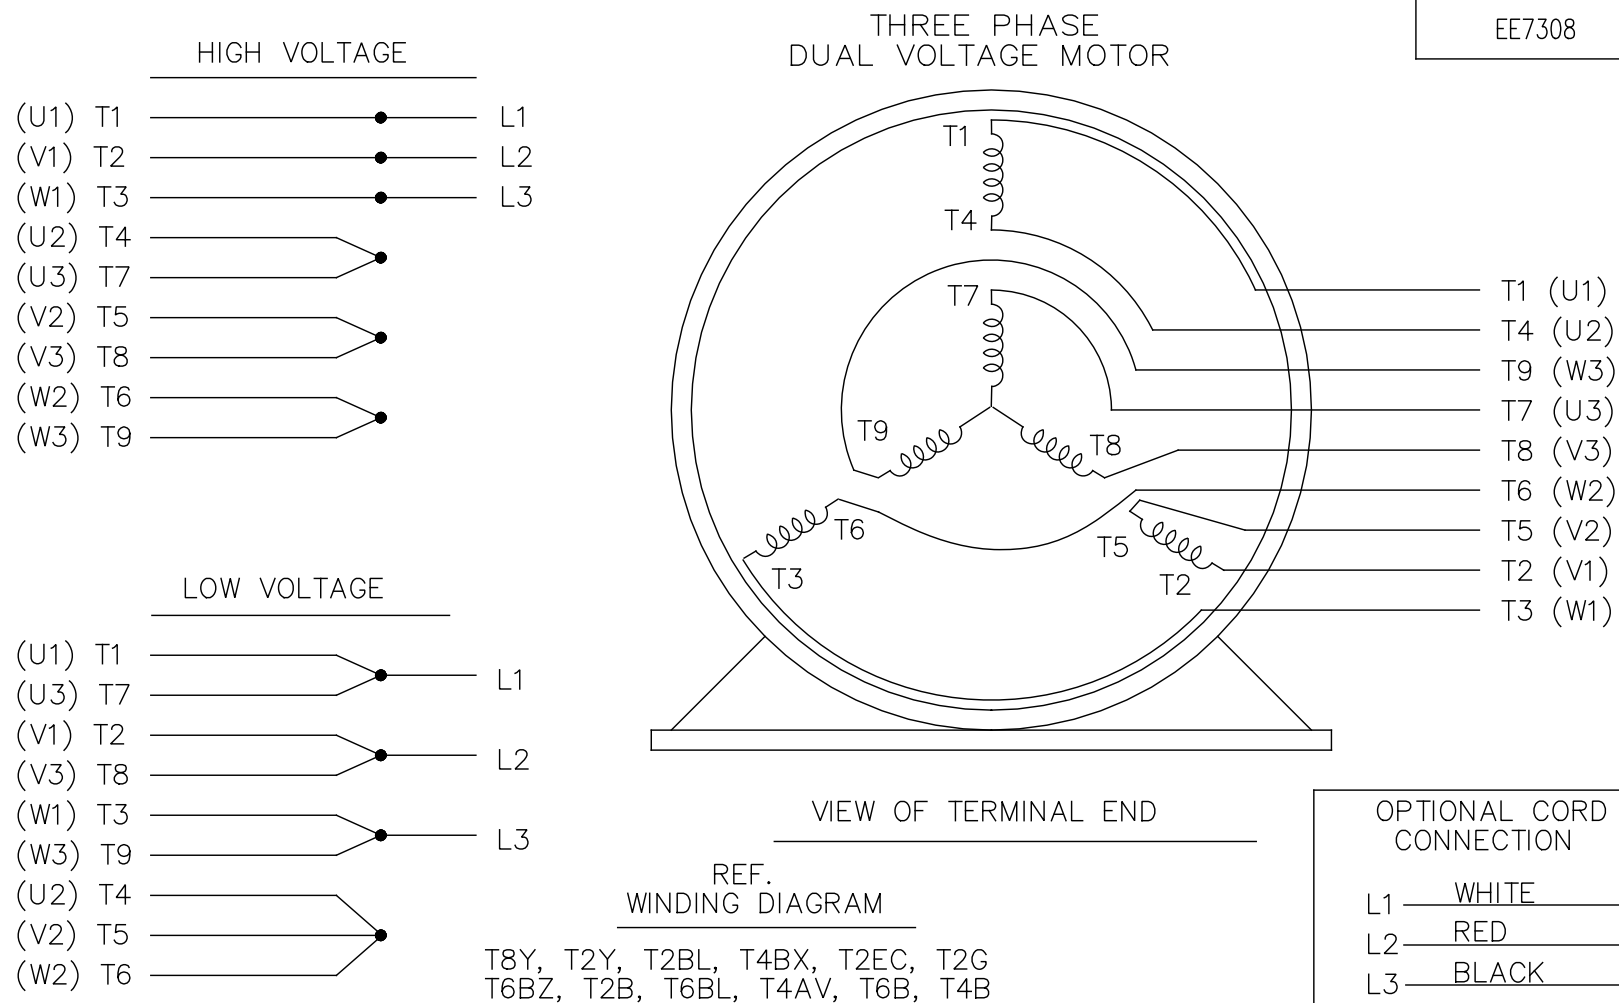 THREE PHASE
DUAL VOLTAGE MOTOR
EE7308
HIGH VOLTAGE
(U1) T1 L1
(V1) T2 L2
(W1) T3 L3
(U2) T4
(U3) T7
(V2) T5
(V3) T8
(W2) T6
(W3) T9
LOW VOLTAGE
(U1) T1
(U3) T7
L1
(V1) T2
(V3) T8
L2
(W1) T3
(W3) T9
L3
(U2) T4
(V2) T5
(W2) T6
T1
T4
T7
T9
T8
T6
T5
T3
T2
T1 (U1)
T4 (U2)
T9 (W3)
T7 (U3)
T8 (V3)
T6 (W2)
T5 (V2)
T2 (V1)
T3 (W1)
VIEW OF TERMINAL END
REF.
WINDING DIAGRAM
T8Y, T2Y, T2BL, T4BX, T2EC, T2G
T6BZ, T2B, T6BL, T4AV, T6B, T4B
OPTIONAL CORD
CONNECTION
L1 WHITE
L2 RED
L3 BLACK